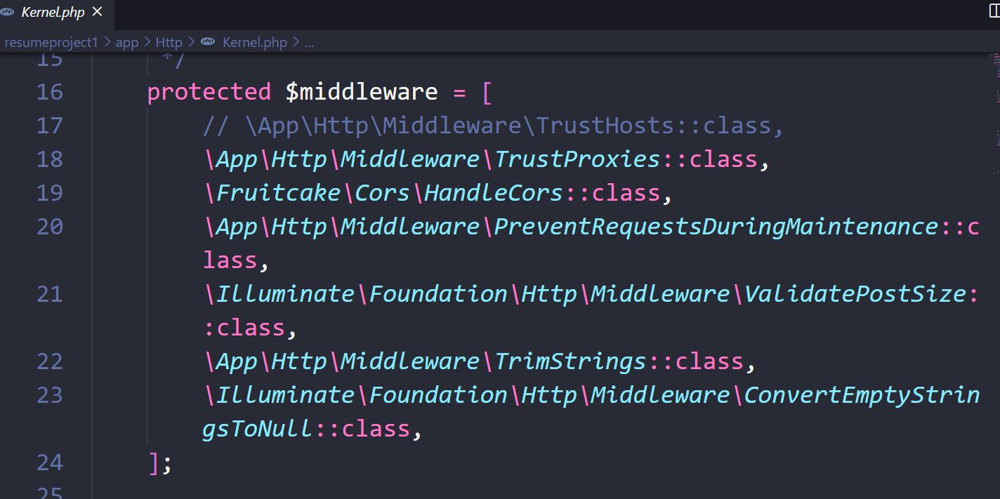 Kernel.php
resumeproject1 > app > Http > Kernel.php > ...
15 */
16 protected $middleware = [
17 // \App\Http\Middleware\TrustHosts::class,
18 \App\Http\Middleware\TrustProxies::class,
19 \Fruitcake\Cors\HandleCors::class,
20 \App\Http\Middleware\PreventRequestsDuringMaintenance::c
lass,
21 \Illuminate\Foundation\Http\Middleware\ValidatePostSize:
:class,
22 \App\Http\Middleware\TrimStrings::class,
23 \Illuminate\Foundation\Http\Middleware\ConvertEmptyStrin
gsToNull::class,
24 ];
25